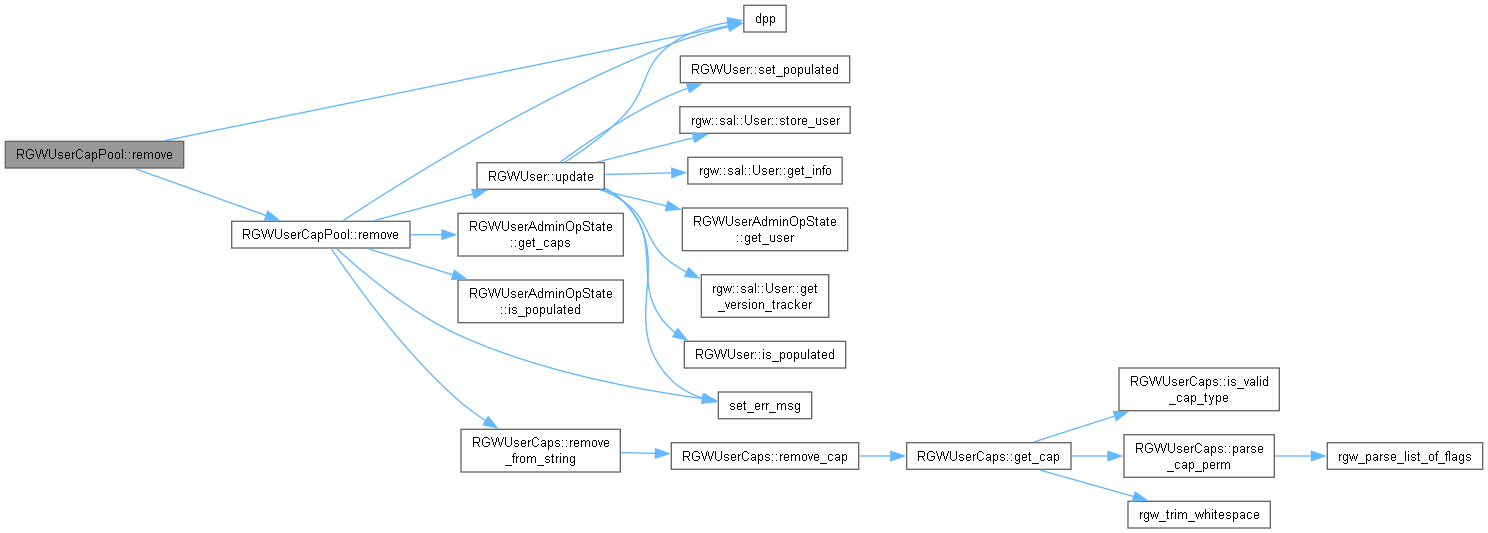 dpp
RGWUser::set_populated
rgw::sal::User::store_user
RGWUserCapPool::remove
rgw::sal::User::get_info
RGWUser::update
RGWUserAdminOpState
::get_user
RGWUserCapPool::remove
RGWUserAdminOpState
::get_caps
rgw::sal::User::get
_version_tracker
RGWUserAdminOpState
::is_populated
RGWUser::is_populated
set_err_msg
RGWUserCaps::is_valid
_cap_type
RGWUserCaps::remove
_from_string
RGWUserCaps::remove_cap
RGWUserCaps::get_cap
RGWUserCaps::parse
_cap_perm
rgw_parse_list_of_flags
rgw_trim_whitespace